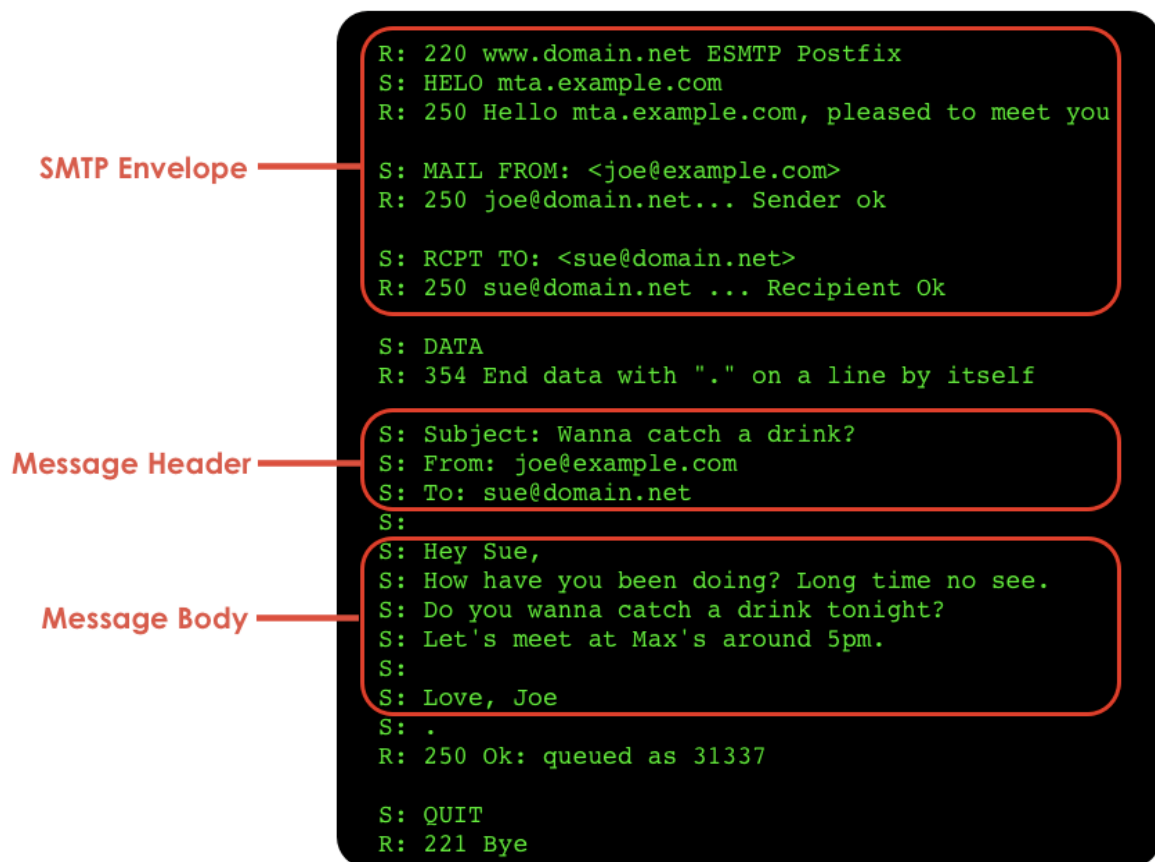 R: 220 www.domain.net ESMTP Postfix
S: HELO mta.example.com
R: 250 Hello mta.example.com, pleased to meet you
SMTP Envelope
S: MAIL FROM: <joe@example.com>
R: 250 joe@domain.net... Sender ok
S: RCPT TO: <sue@domain.net>
R: 250 sue@domain.net ... Recipient Ok
S: DATA
R: 354 End data with "." on a line by itself
Message Header
S: Subject: Wanna catch a drink?
S: From: joe@example.com
S: To: sue@domain.net
S:
Message Body
S: Hey Sue,
S: How have you been doing? Long time no see.
S: Do you wanna catch a drink tonight?
S: Let's meet at Max's around 5pm.
S:
S: Love, Joe
S: .
R: 250 Ok: queued as 31337
S: QUIT
R: 221 Bye